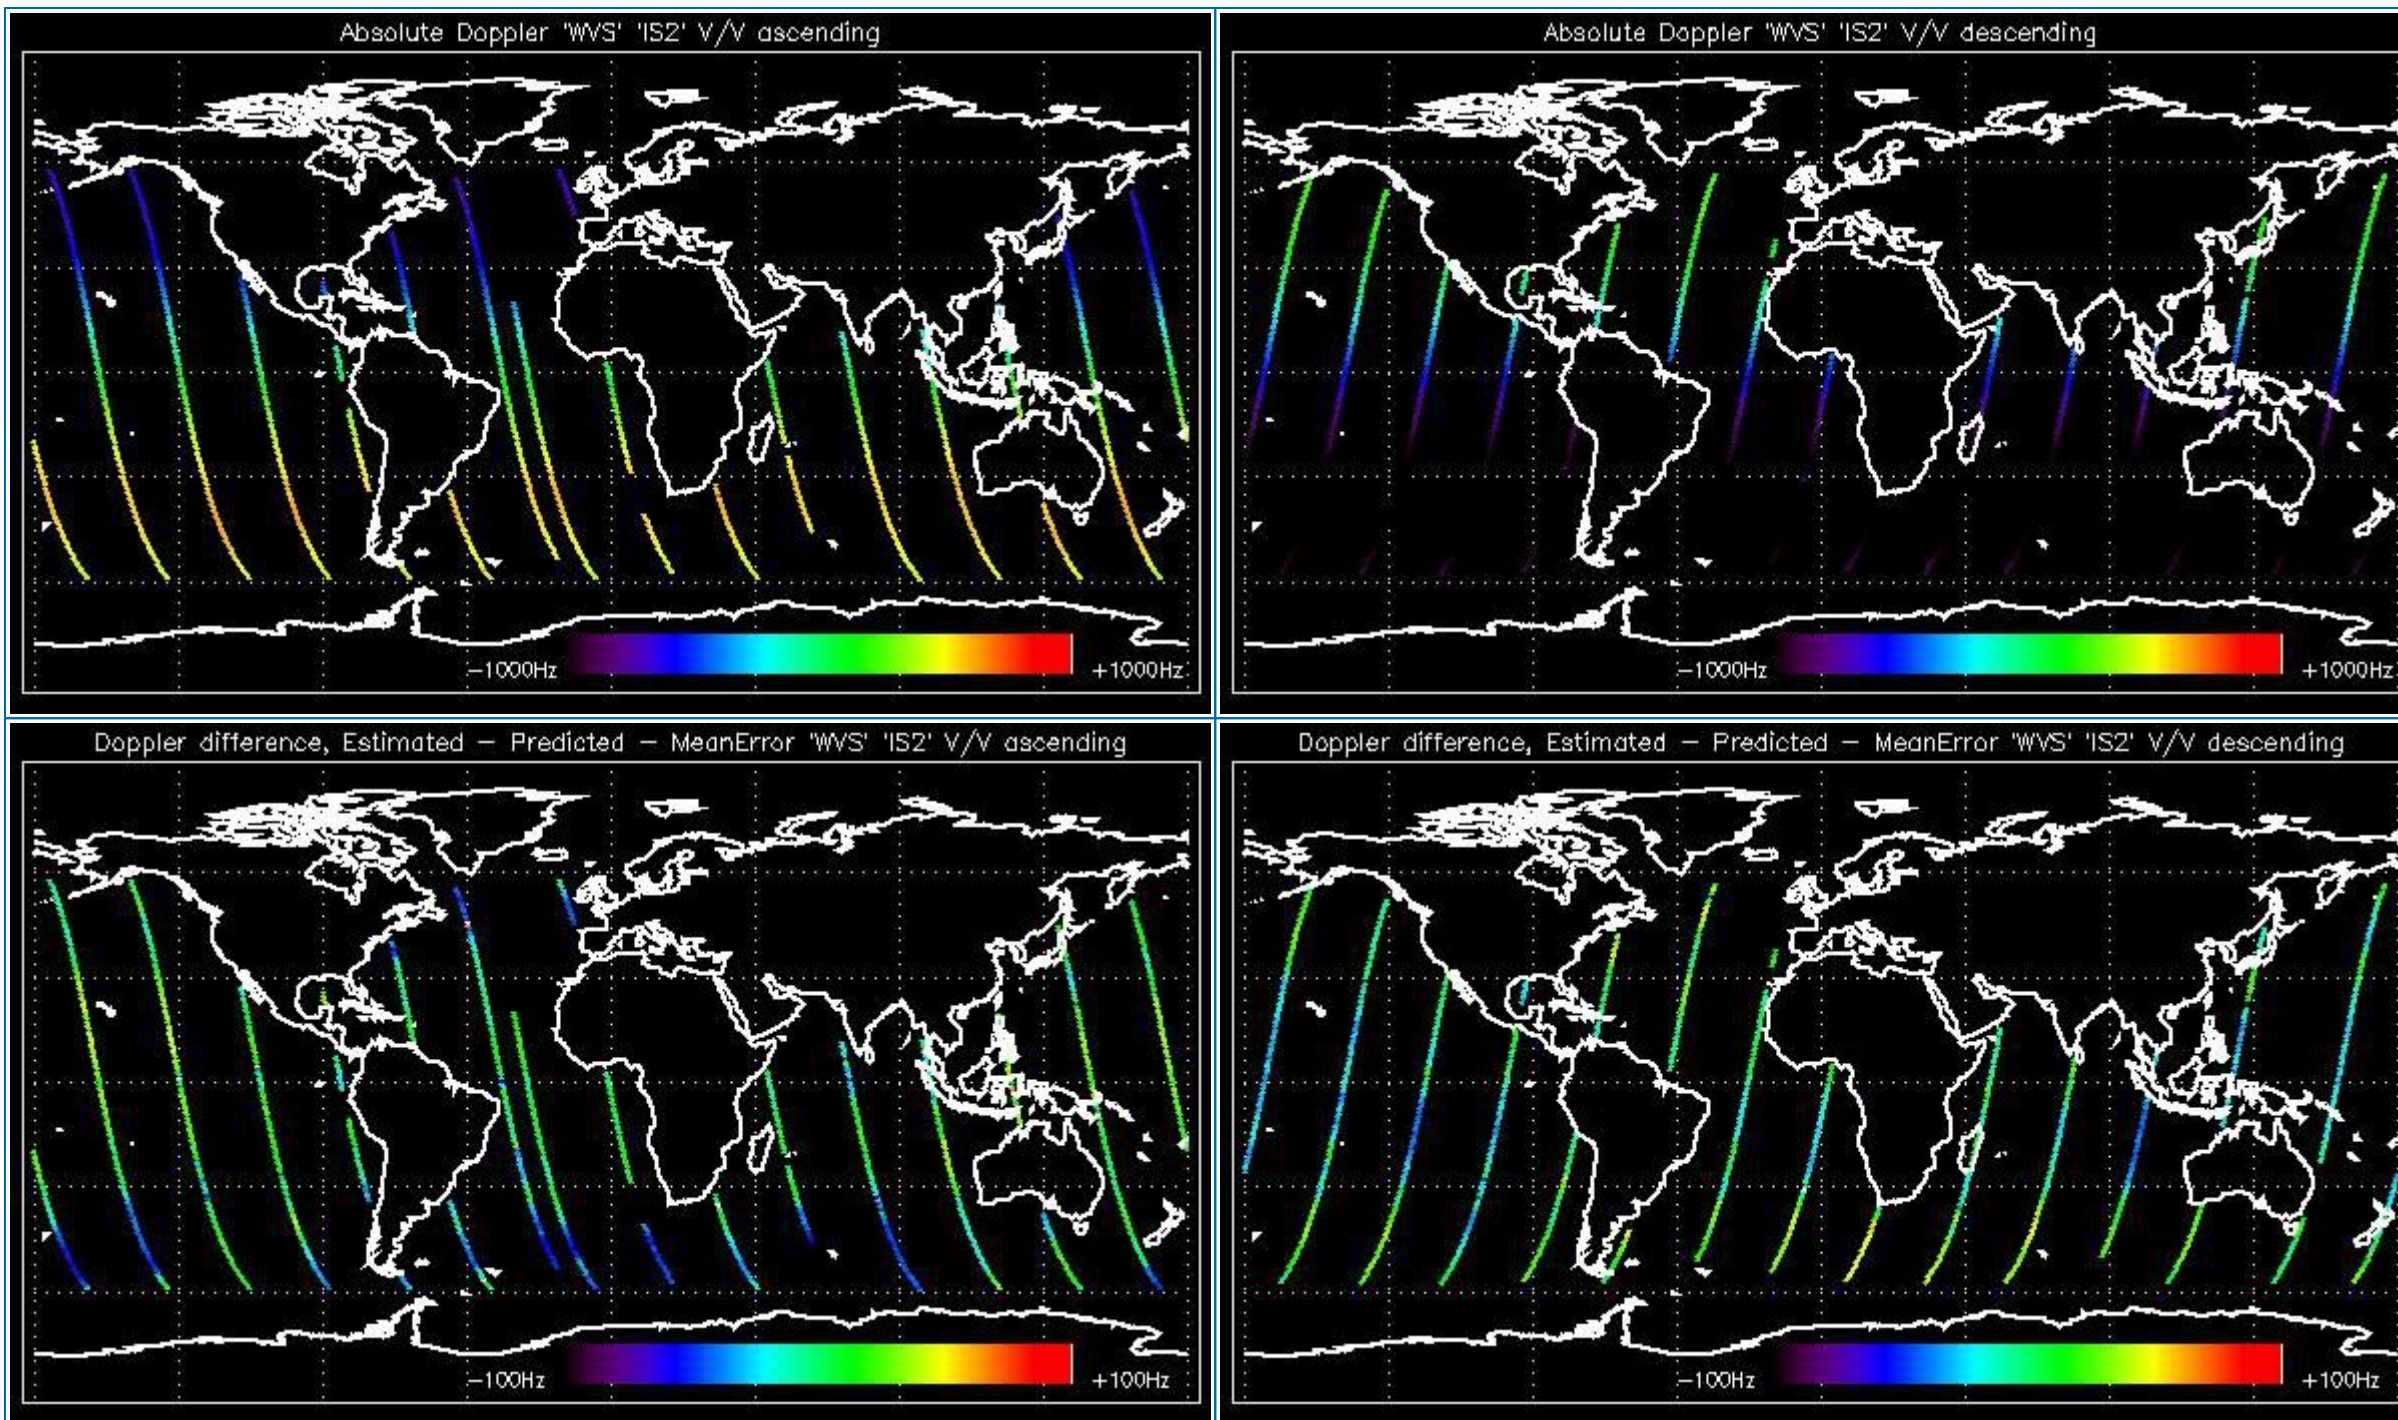 Absolute Doppler 'WVS' 'IS2' V/V ascending
-1000Hz
+1000Hz
Absolute Doppler 'WVS' 'IS2' V/V descending
-1000Hz
+1000Hz
Doppler difference, Estimated - Predicted - MeanError 'WVS' 'IS2' V/V ascending
-100Hz
+100Hz
Doppler difference, Estimated - Predicted - MeanError 'WVS' 'IS2' V/V descending
-100Hz
+100Hz